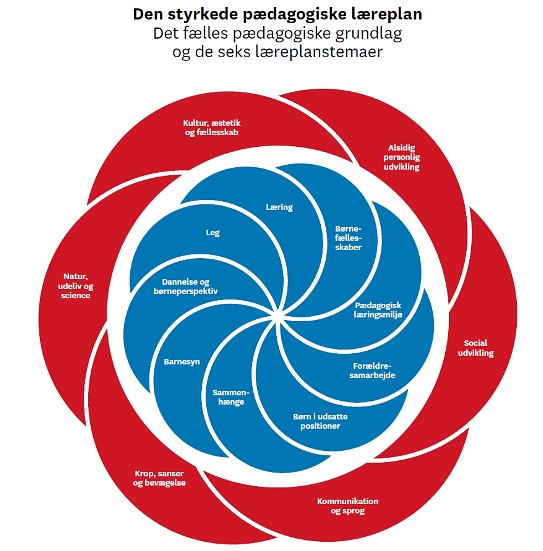 Den styrkede pædagogiske læreplan
Det fælles pædagogiske grundlag
og de seks læreplanstemaer
Kultur, æstetik
og fællesskab
Alsidig
personlig
udvikling
Læring
Børne-
fælles-
skaber
Leg
Natur,
udeliv og
science
Dannelse og
børneperspektiv
Pædagogisk
læringsmiljø
Social
udvikling
Barnesyn
Forældre-
samarbejde
Sammen-
hænge
Børn i udsatte
positioner
Krop, sanser
og bevægelse
Kommunikation
og sprog